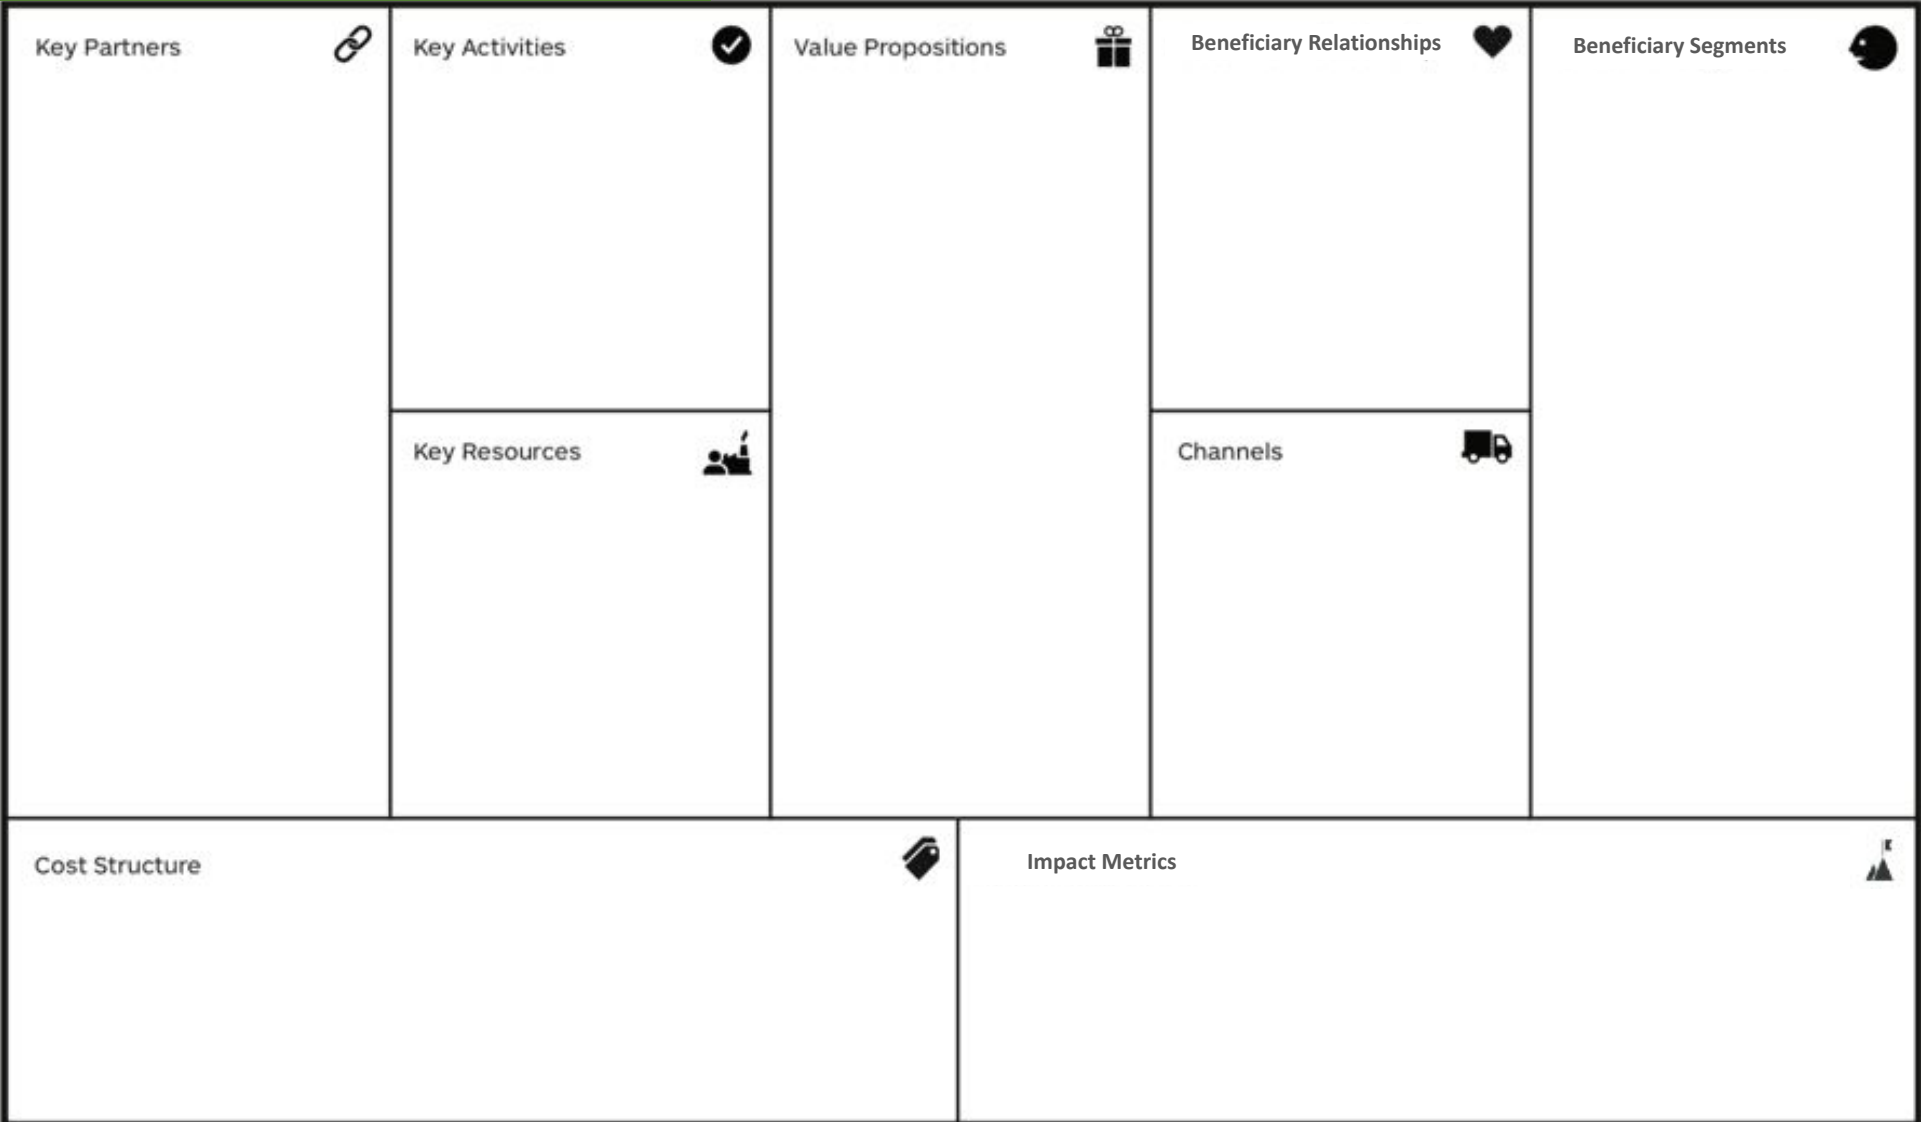 Key Partners
Key Activities
Value Propositions
Beneficiary Relationships
Beneficiary Segments
Key Resources
Channels
Cost Structure
Impact Metrics